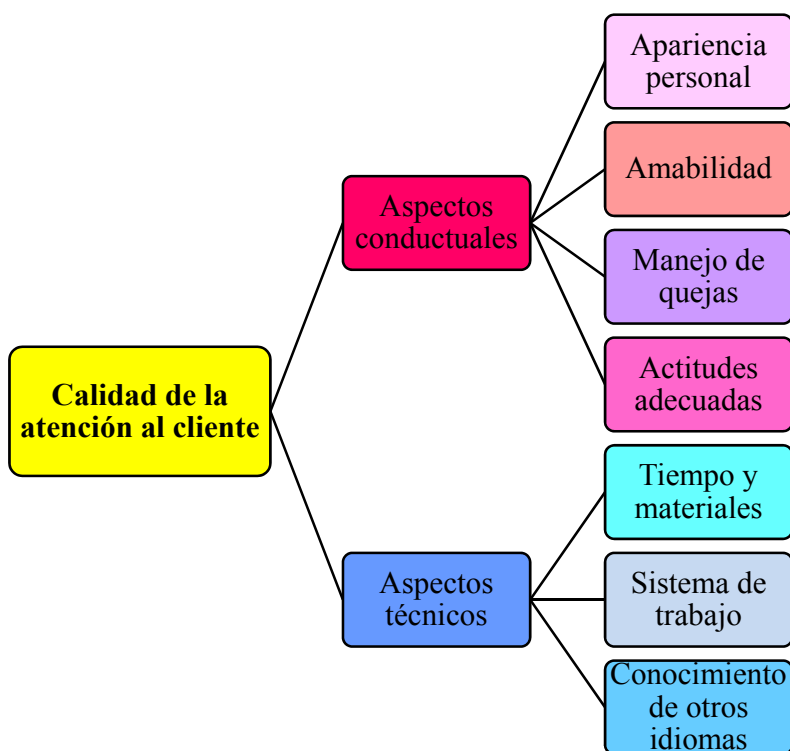 Calidad de la
atención al cliente
Aspectos
conductuales
Apariencia
personal
Amabilidad
Manejo de
quejas
Actitudes
adecuadas
Aspectos
técnicos
Tiempo y
materiales
Sistema de
trabajo
Conocimiento
de otros
idiomas